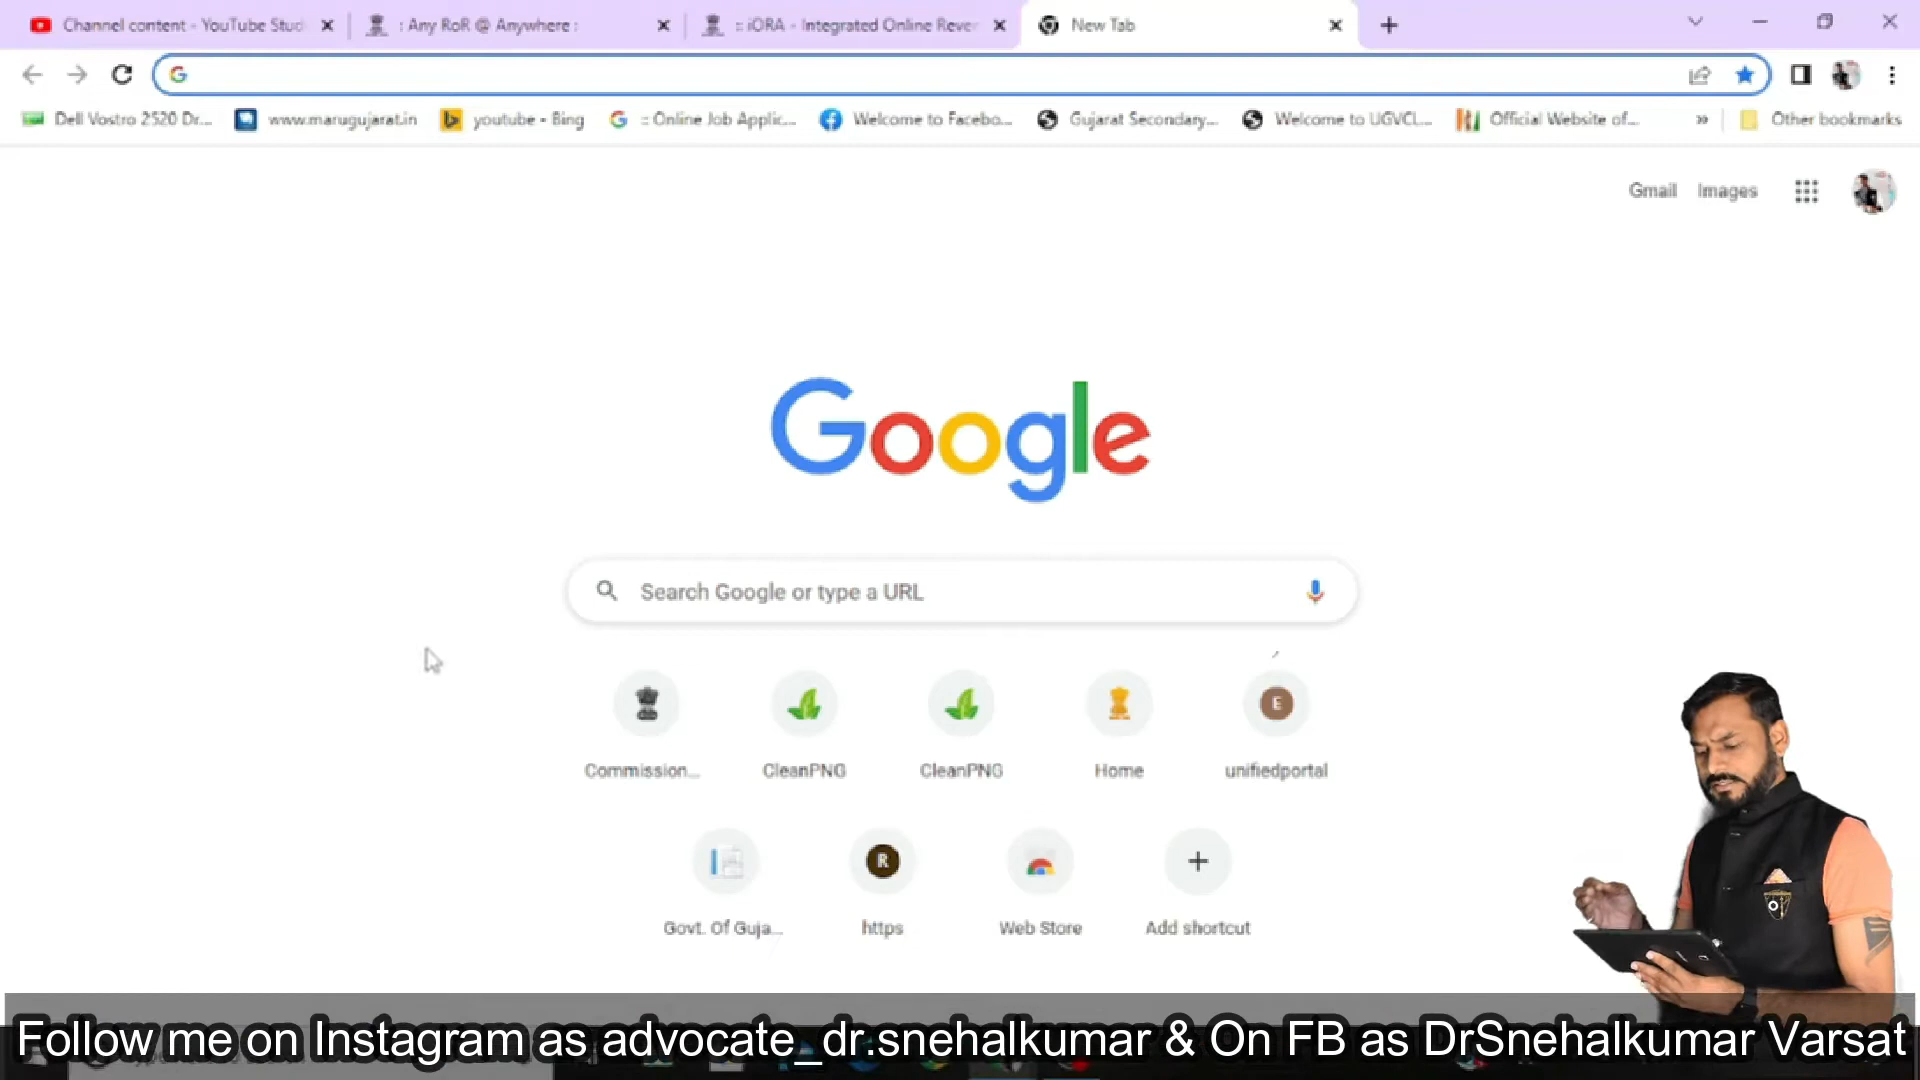 Channel content - YouTube Stud
: Any RoR @ Anywhere :
:: iORA - Integrated Online Reve
New Tab
Dell Vostro 2520 Dr...
www.marugujarat.in
youtube - Bing
:: Online Job Applic...
Welcome to Facebo...
Gujarat Secondary...
Welcome to UGVCL...
Official Website of...
»
Other bookmarks
Gmail
Images
Google
Search Google or type a URL
Commission...
CleanPNG
CleanPNG
Home
E
unifiedportal
Govt. Of Guja...
R
https
Web Store
Add shortcut
Follow me on Instagram as advocate_ dr.snehalkumar & On FB as DrSnehalkumar Varsat